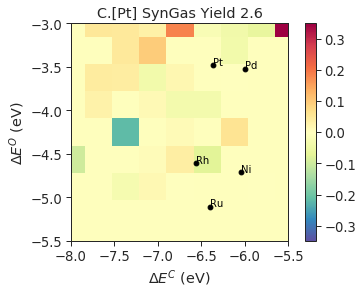 C.[Pt] SynGas Yield 2.6
ΔE^O (eV)
−3.0
−3.5
−4.0
−4.5
−5.0
−5.5
Pt
Pd
Rh
Ni
Ru
−8.0 −7.5 −7.0 −6.5 −6.0 −5.5
ΔE^C (eV)
0.3
0.2
0.1
0.0
−0.1
−0.2
−0.3